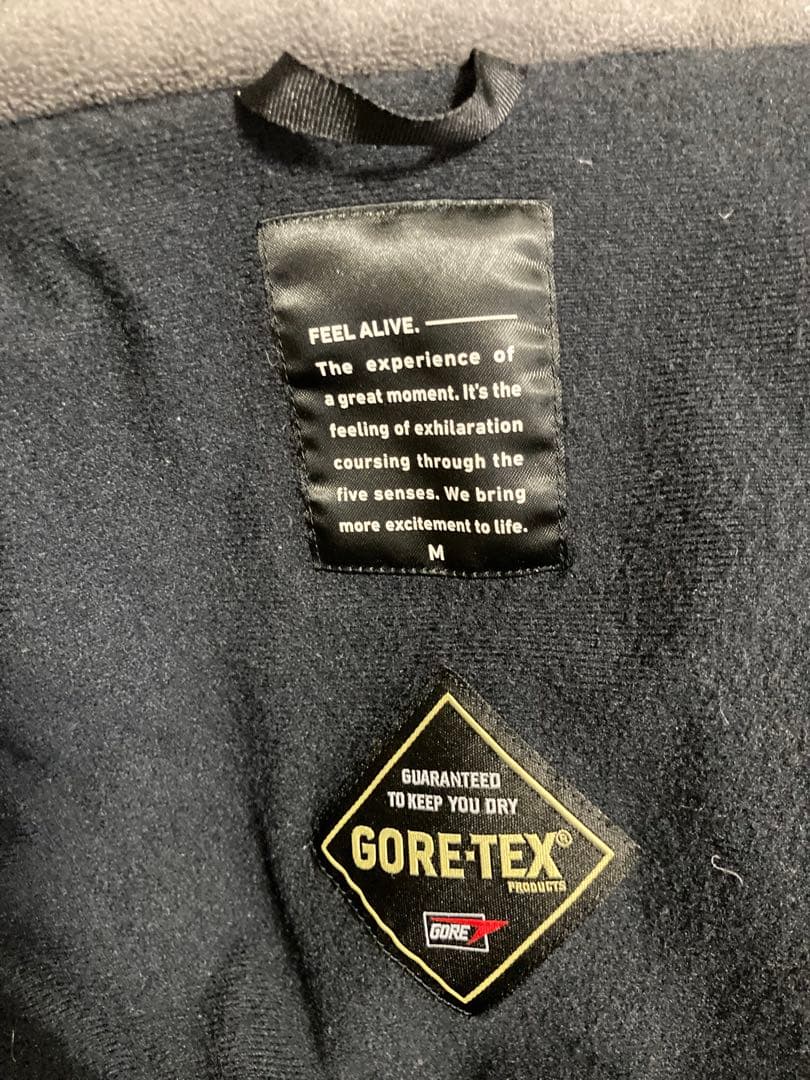 FEEL ALIVE.
The experience of
a great moment. It's the
feeling of exhilaration
coursing through the
five senses. We bring
more excitement to life.
M
GUARANTEED
TO KEEP YOU DRY
GORE-TEX®
PRODUCTS
GORE